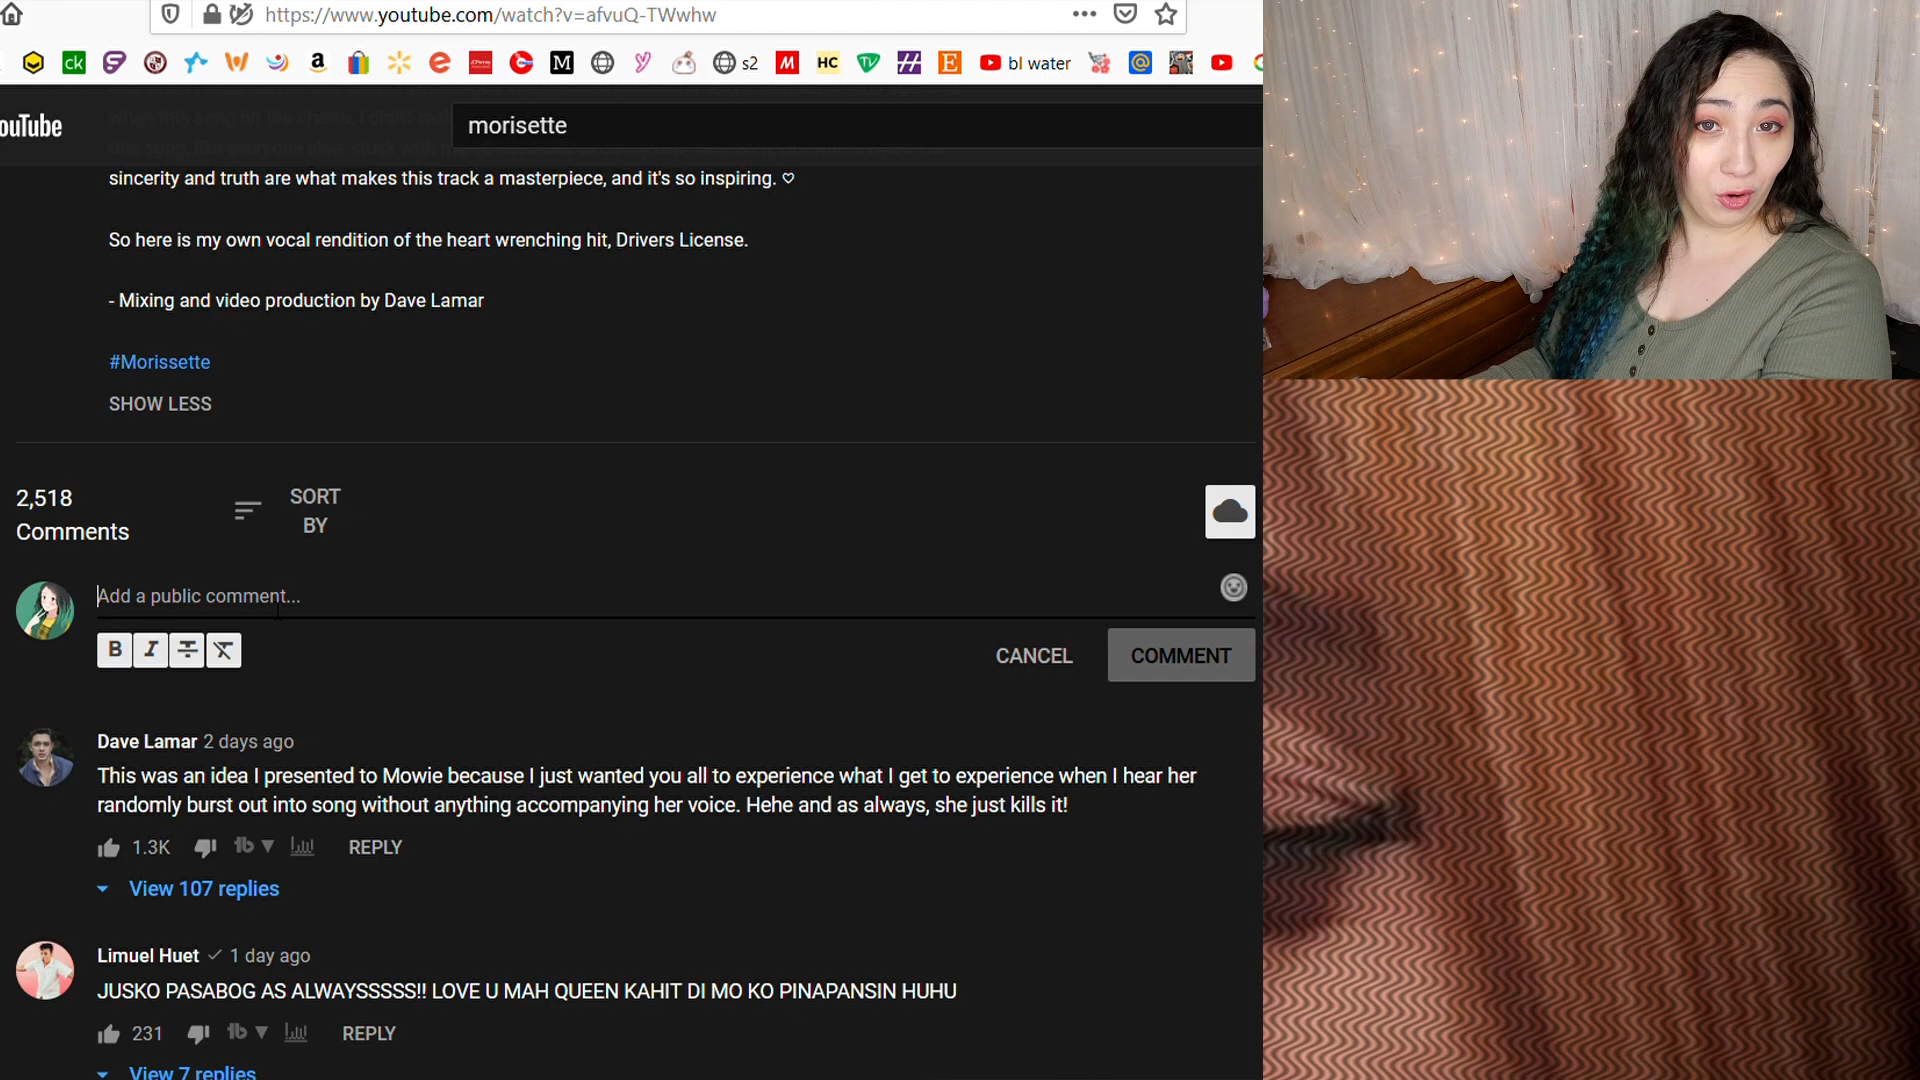 https://www.youtube.com/watch?v=afvuQ-TWwhw
ck
M
s2
M
HC
TV
E
bl water
ouTube
morisette
sincerity and truth are what makes this track a masterpiece, and it's so inspiring. ♡
So here is my own vocal rendition of the heart wrenching hit, Drivers License.
- Mixing and video production by Dave Lamar
#Morissette
SHOW LESS
2,518
Comments
SORT
BY
Add a public comment...
B I
CANCEL
COMMENT
Dave Lamar 2 days ago
This was an idea I presented to Mowie because I just wanted you all to experience what I get to experience when I hear her
randomly burst out into song without anything accompanying her voice. Hehe and as always, she just kills it!
1.3K
REPLY
View 107 replies
Limuel Huet 1 day ago
JUSKO PASABOG AS ALWAYSSSSS!! LOVE U MAH QUEEN KAHIT DI MO KO PINAPANSIN HUHU
231
REPLY
View 7 replies